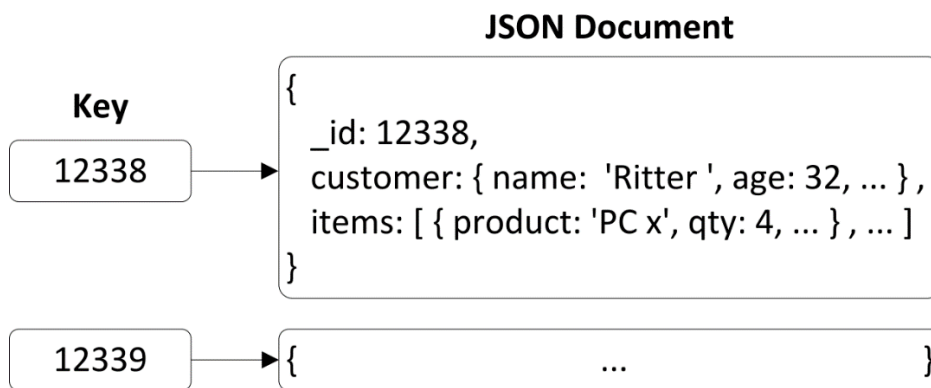 JSON Document
Key
12338
{
_id: 12338,
customer: { name:  'Ritter ', age: 32, ... } ,
items: [ { product: 'PC x', qty: 4, ... } , ... ]
}
12339
{ ... }